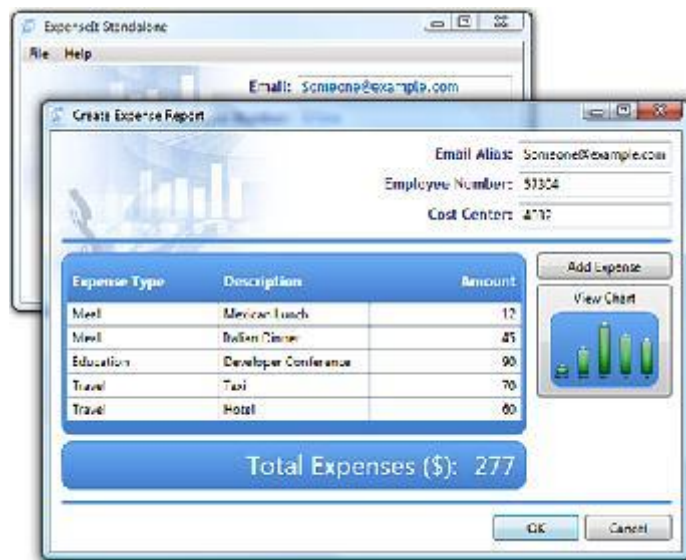 ExpenseIt Standalone
File Help
Email: Someone@example.com
Create Expense Report
Email Alias: Someone@example.com
Employee Number: 57304
Cost Center: 4032
Expense Type Description Amount
Add Expense
Meal Mexican Lunch 12
View Chart
Meal Italian Dinner 45
Education Developer Conference 90
Travel Taxi 70
Travel Hotel 60
Total Expenses ($): 277
OK Cancel